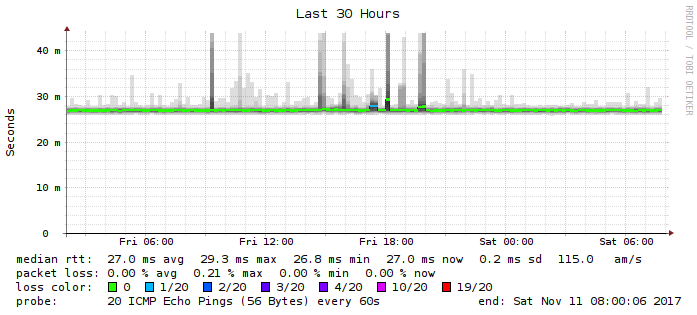 Last 30 Hours
RRDTOOL / TOBI OETIKER
Seconds
40 m
30 m
20 m
10 m
0
Fri 06:00 Fri 12:00 Fri 18:00 Sat 00:00 Sat 06:00
median rtt: 27.0 ms avg 29.3 ms max 26.8 ms min 27.0 ms now 0.2 ms sd 115.0 am/s
packet loss: 0.00 % avg 0.21 % max 0.00 % min 0.00 % now
loss color: 0 1/20 2/20 3/20 4/20 10/20 19/20
probe: 20 ICMP Echo Pings (56 Bytes) every 60s end: Sat Nov 11 08:00:06 2017